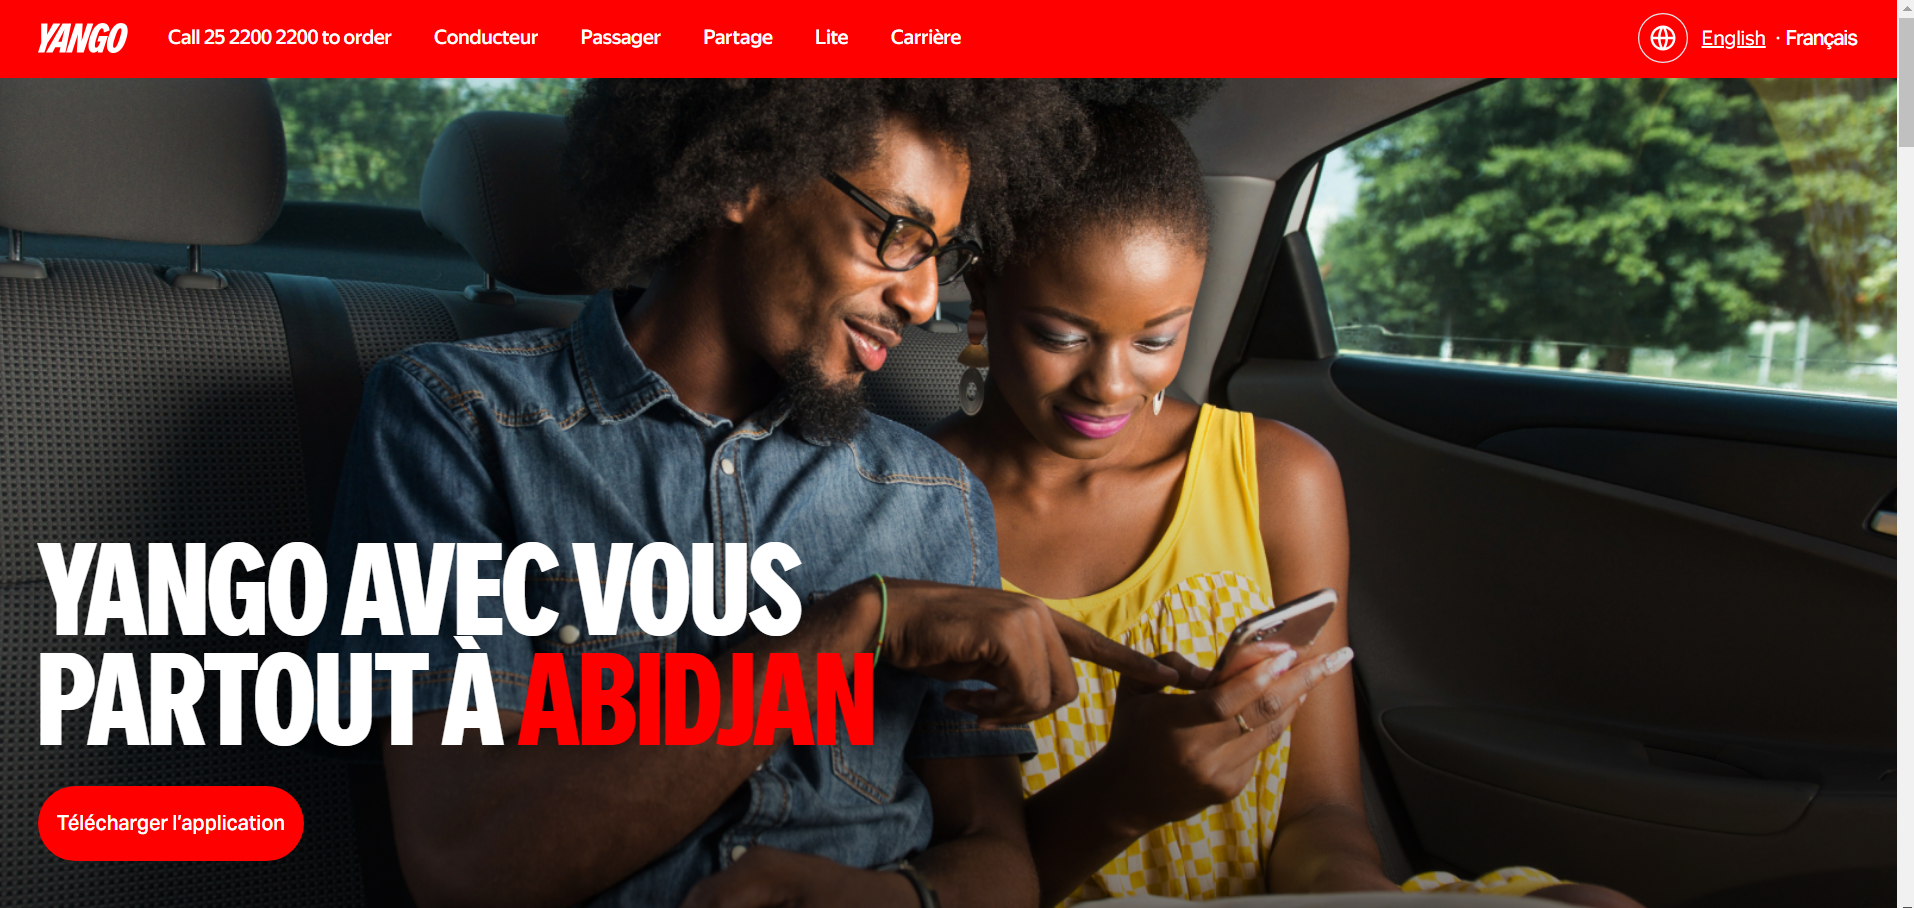 YANGO Call 25 2200 2200 to order Conducteur Passager Partage Lite Carrière English · Français
YANGO AVEC VOUS
PARTOUT À ABIDJAN
Télécharger l'application